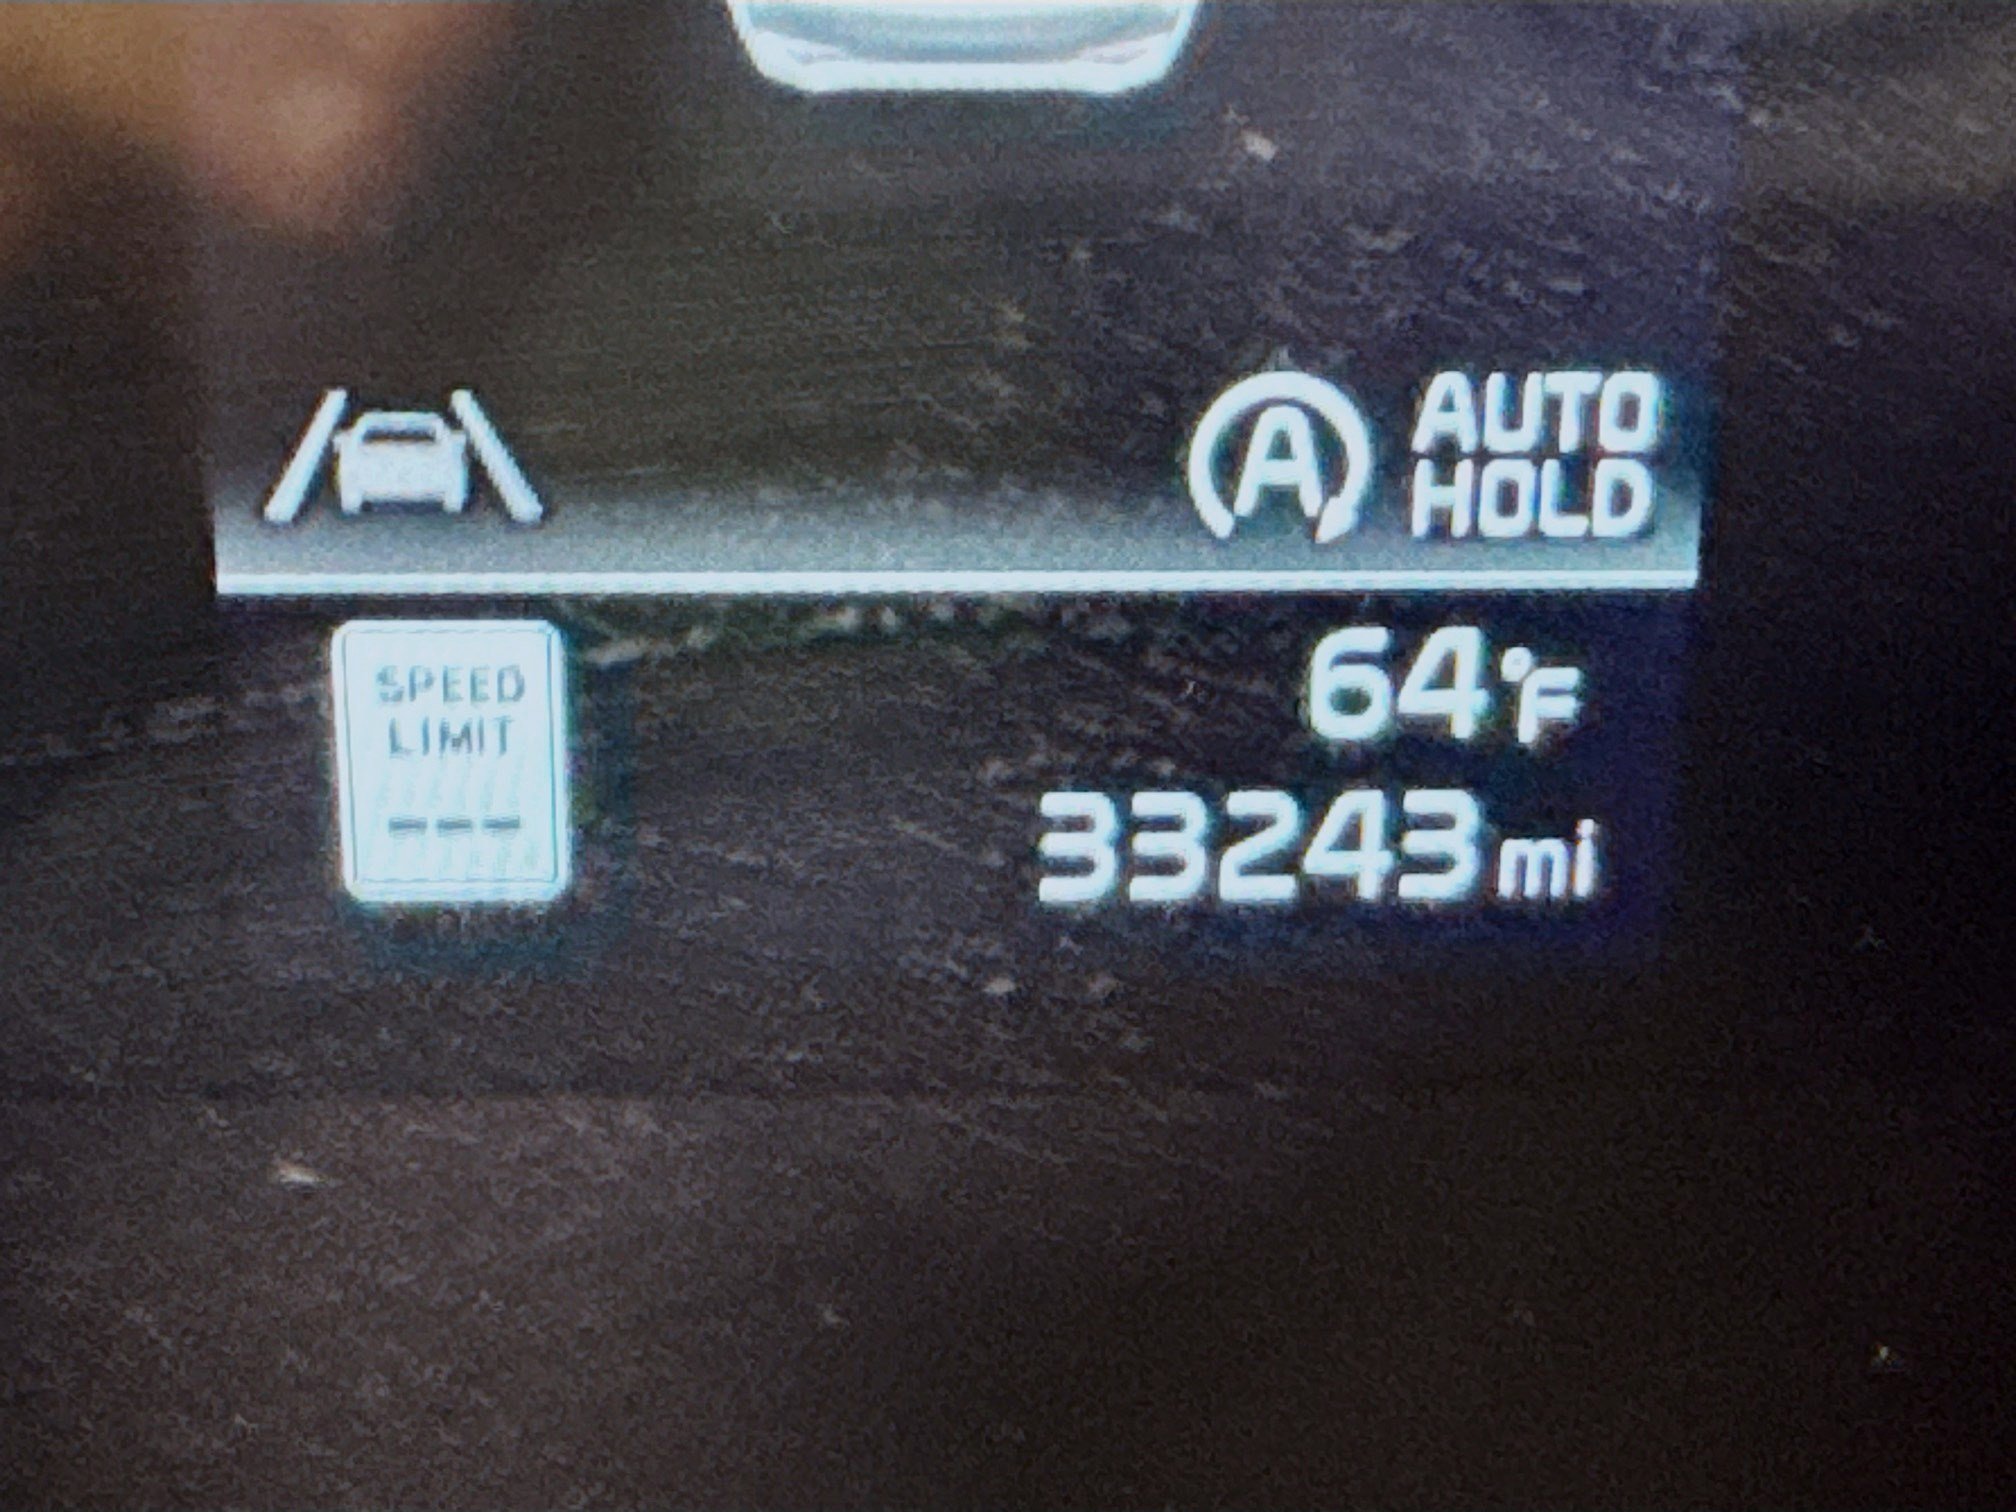 A AUTO
HOLD
SPEED
LIMIT
---
64°F
33243 mi